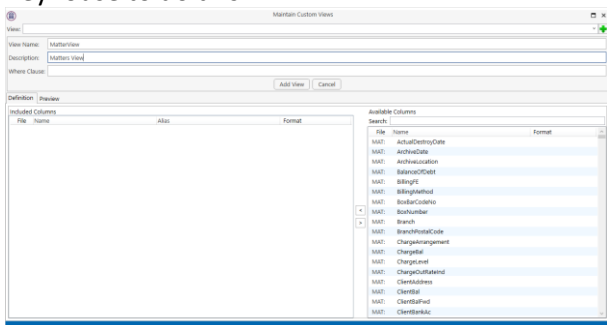 Maintain Custom Views
View:
View Name: MatterView
Description: Matters View
Where Clause:
Add View Cancel
Definition Preview
Included Columns Available Columns
Search:
File Name Alias Format File Name Format
MAT: ActualDestroyDate
MAT: ArchiveDate
MAT: ArchiveLocation
MAT: BalanceOfDebt
MAT: BillingFE
MAT: BillingMethod
MAT: BoxBarCodeNo
MAT: BoxNumber
MAT: Branch
MAT: BranchPostalCode
MAT: ChargeArrangement
MAT: ChargeBal
MAT: ChargeLevel
MAT: ChargeOutRateInd
MAT: ClientAddress
MAT: ClientBal
MAT: ClientBalFwd
MAT: ClientBankAc